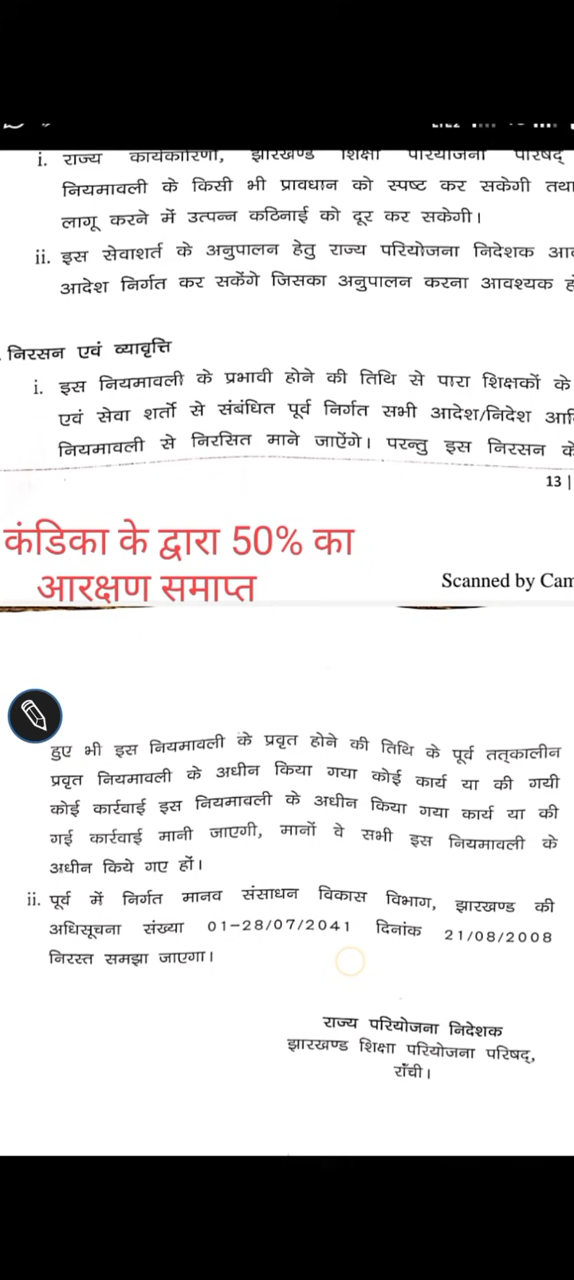 i. राज्य कार्यकारिणी, झारखण्ड शिक्षा परियोजना परिषद्
नियमावली के किसी भी प्रावधान को स्पष्ट कर सकेगी तथा
लागू करने में उत्पन्न कठिनाई को दूर कर सकेगी।
ii. इस सेवाशर्त के अनुपालन हेतु राज्य परियोजना निदेशक
आदेश निर्गत कर सकेंगे जिसका अनुपालन करना आवश्यक
निरसन एवं व्यावृत्ति
i. इस नियमावली के प्रभावी होने की तिथि से पारा शिक्षकों के
एवं सेवा शर्तो से संबंधित पूर्व निर्गत सभी आदेश/निदेश
नियमावली से निरसित माने जाऐंगे। परन्तु इस निरसन
13 |
कंडिका के द्वारा 50% का
आरक्षण समाप्त
Scanned by Cam
हुए भी इस नियमावली के प्रवृत होने की तिथि के पूर्व तत्कालीन
प्रवृत नियमावली के अधीन किया गया कोई कार्य या की गयी
कोई कार्रवाई इस नियमावली के अधीन किया गया कार्य या की
गई कार्रवाई मानी जाएगी, मानों वे सभी इस नियमावली के
अधीन किये गए हों।
ii. पूर्व में निर्गत मानव संसाधन विकास विभाग, झारखण्ड की
अधिसूचना संख्या 01-28/07/2041 दिनांक 21/08/2008
निरस्त समझा जाएगा।
राज्य परियोजना निदेशक
झारखण्ड शिक्षा परियोजना परिषद्,
राँची।